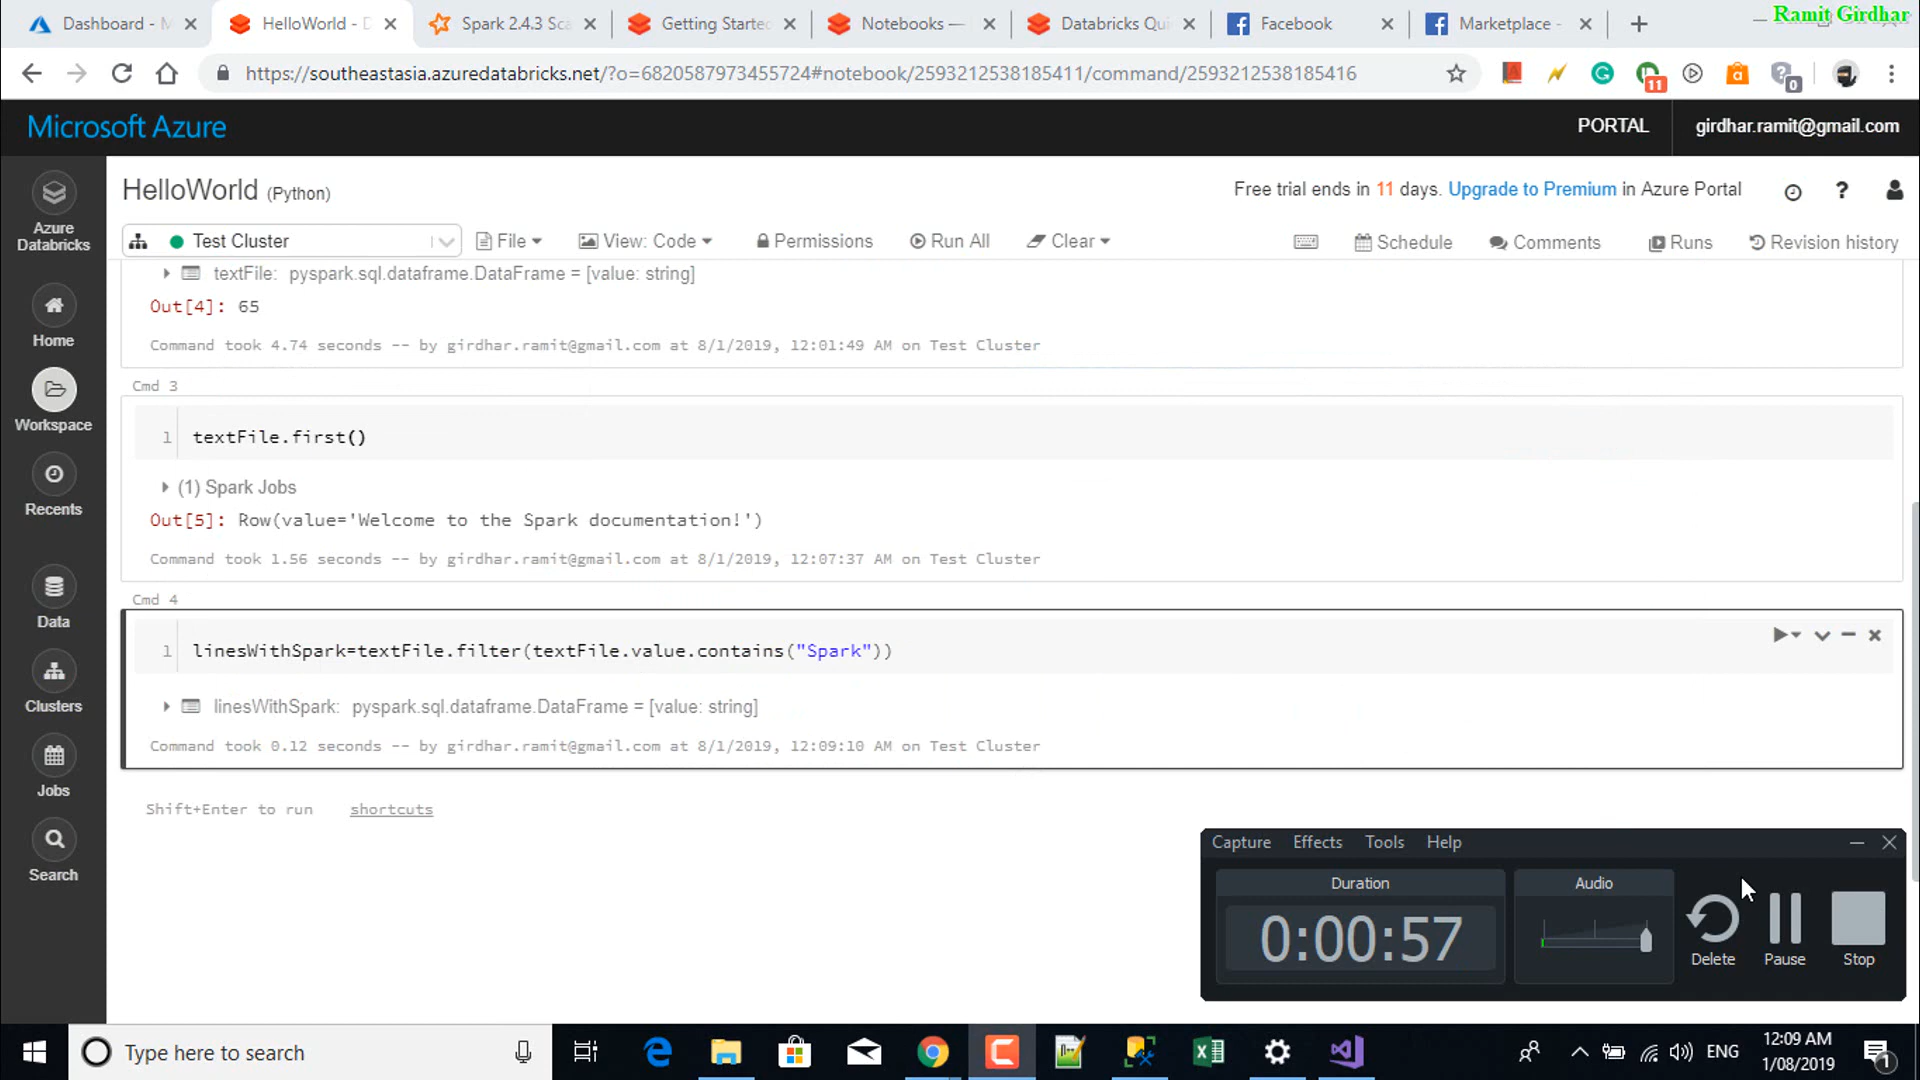 Dashboard - M
HelloWorld - D
Spark 2.4.3 Sca
Getting Started
Notebooks —
Databricks Qui
Facebook
Marketplace -
Ramit Girdhar
https://southeastasia.azuredatabricks.net/?o=6820587973455724#notebook/2593212538185411/command/2593212538185416
11
0
Microsoft Azure
PORTAL
girdhar.ramit@gmail.com
HelloWorld (Python)
Free trial ends in 11 days. Upgrade to Premium in Azure Portal
?
Test Cluster
File
View: Code
Permissions
Run All
Clear
Schedule
Comments
Runs
Revision history
Azure
Databricks
Home
Workspace
Recents
Data
Clusters
Jobs
Search
textFile: pyspark.sql.dataframe.DataFrame = [value: string]
Out[4]: 65
Command took 4.74 seconds -- by girdhar.ramit@gmail.com at 8/1/2019, 12:01:49 AM on Test Cluster
Cmd 3
1 textFile.first()
(1) Spark Jobs
Out[5]: Row(value='Welcome to the Spark documentation!')
Command took 1.56 seconds -- by girdhar.ramit@gmail.com at 8/1/2019, 12:07:37 AM on Test Cluster
Cmd 4
1 linesWithSpark=textFile.filter(textFile.value.contains("Spark"))
linesWithSpark: pyspark.sql.dataframe.DataFrame = [value: string]
Command took 0.12 seconds -- by girdhar.ramit@gmail.com at 8/1/2019, 12:09:10 AM on Test Cluster
Shift+Enter to run shortcuts
Capture Effects Tools Help
Duration
Audio
0:00:57
Delete
Pause
Stop
Type here to search
ENG
12:09 AM
1/08/2019
1